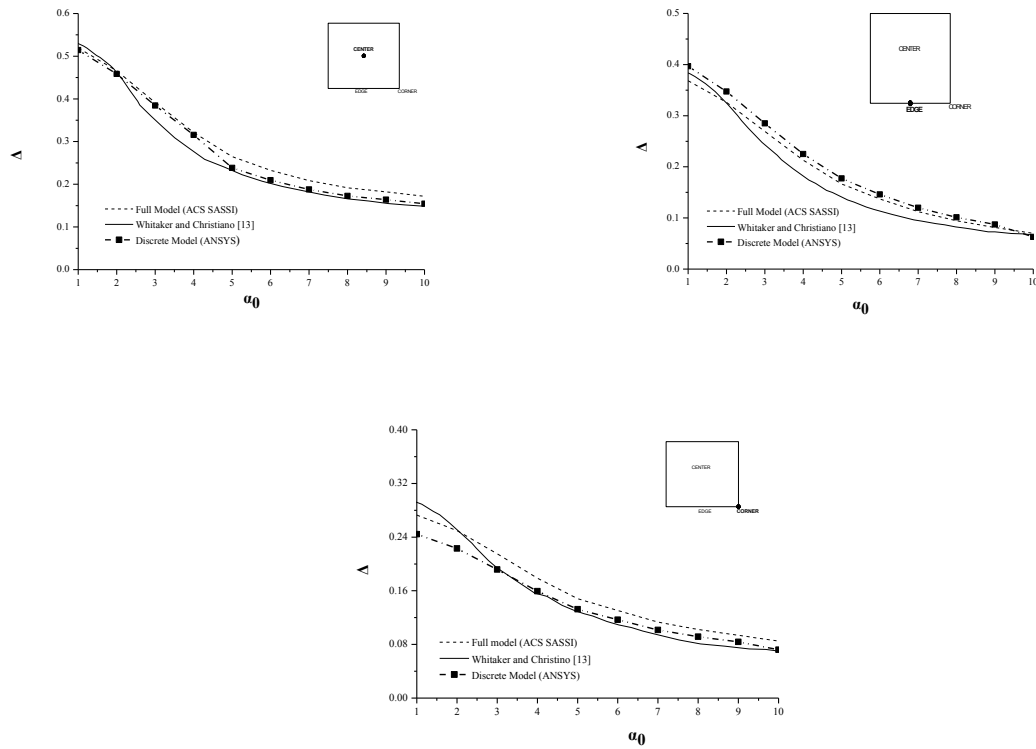 0.6
0.5
0.4
0.3
0.2
0.1
0.0
Δ
CENTER
EDGE
CORNER
Full Model (ACS SASSI)
Whitaker and Christiano [13]
Discrete Model (ANSYS)
1 2 3 4 5 6 7 8 9 10
α0
0.5
0.4
0.3
0.2
0.1
0.0
Δ
CENTER
EDGE
CORNER
Full Model (ACS SASSI)
Whitaker and Christiano [13]
Discrete Model (ANSYS)
1 2 3 4 5 6 7 8 9 10
α0
0.40
0.32
0.24
0.16
0.08
0.00
Δ
CENTER
EDGE
CORNER
Full model (ACS SASSI)
Whitaker and Christino [13]
Discrete Model (ANSYS)
1 2 3 4 5 6 7 8 9 10
α0